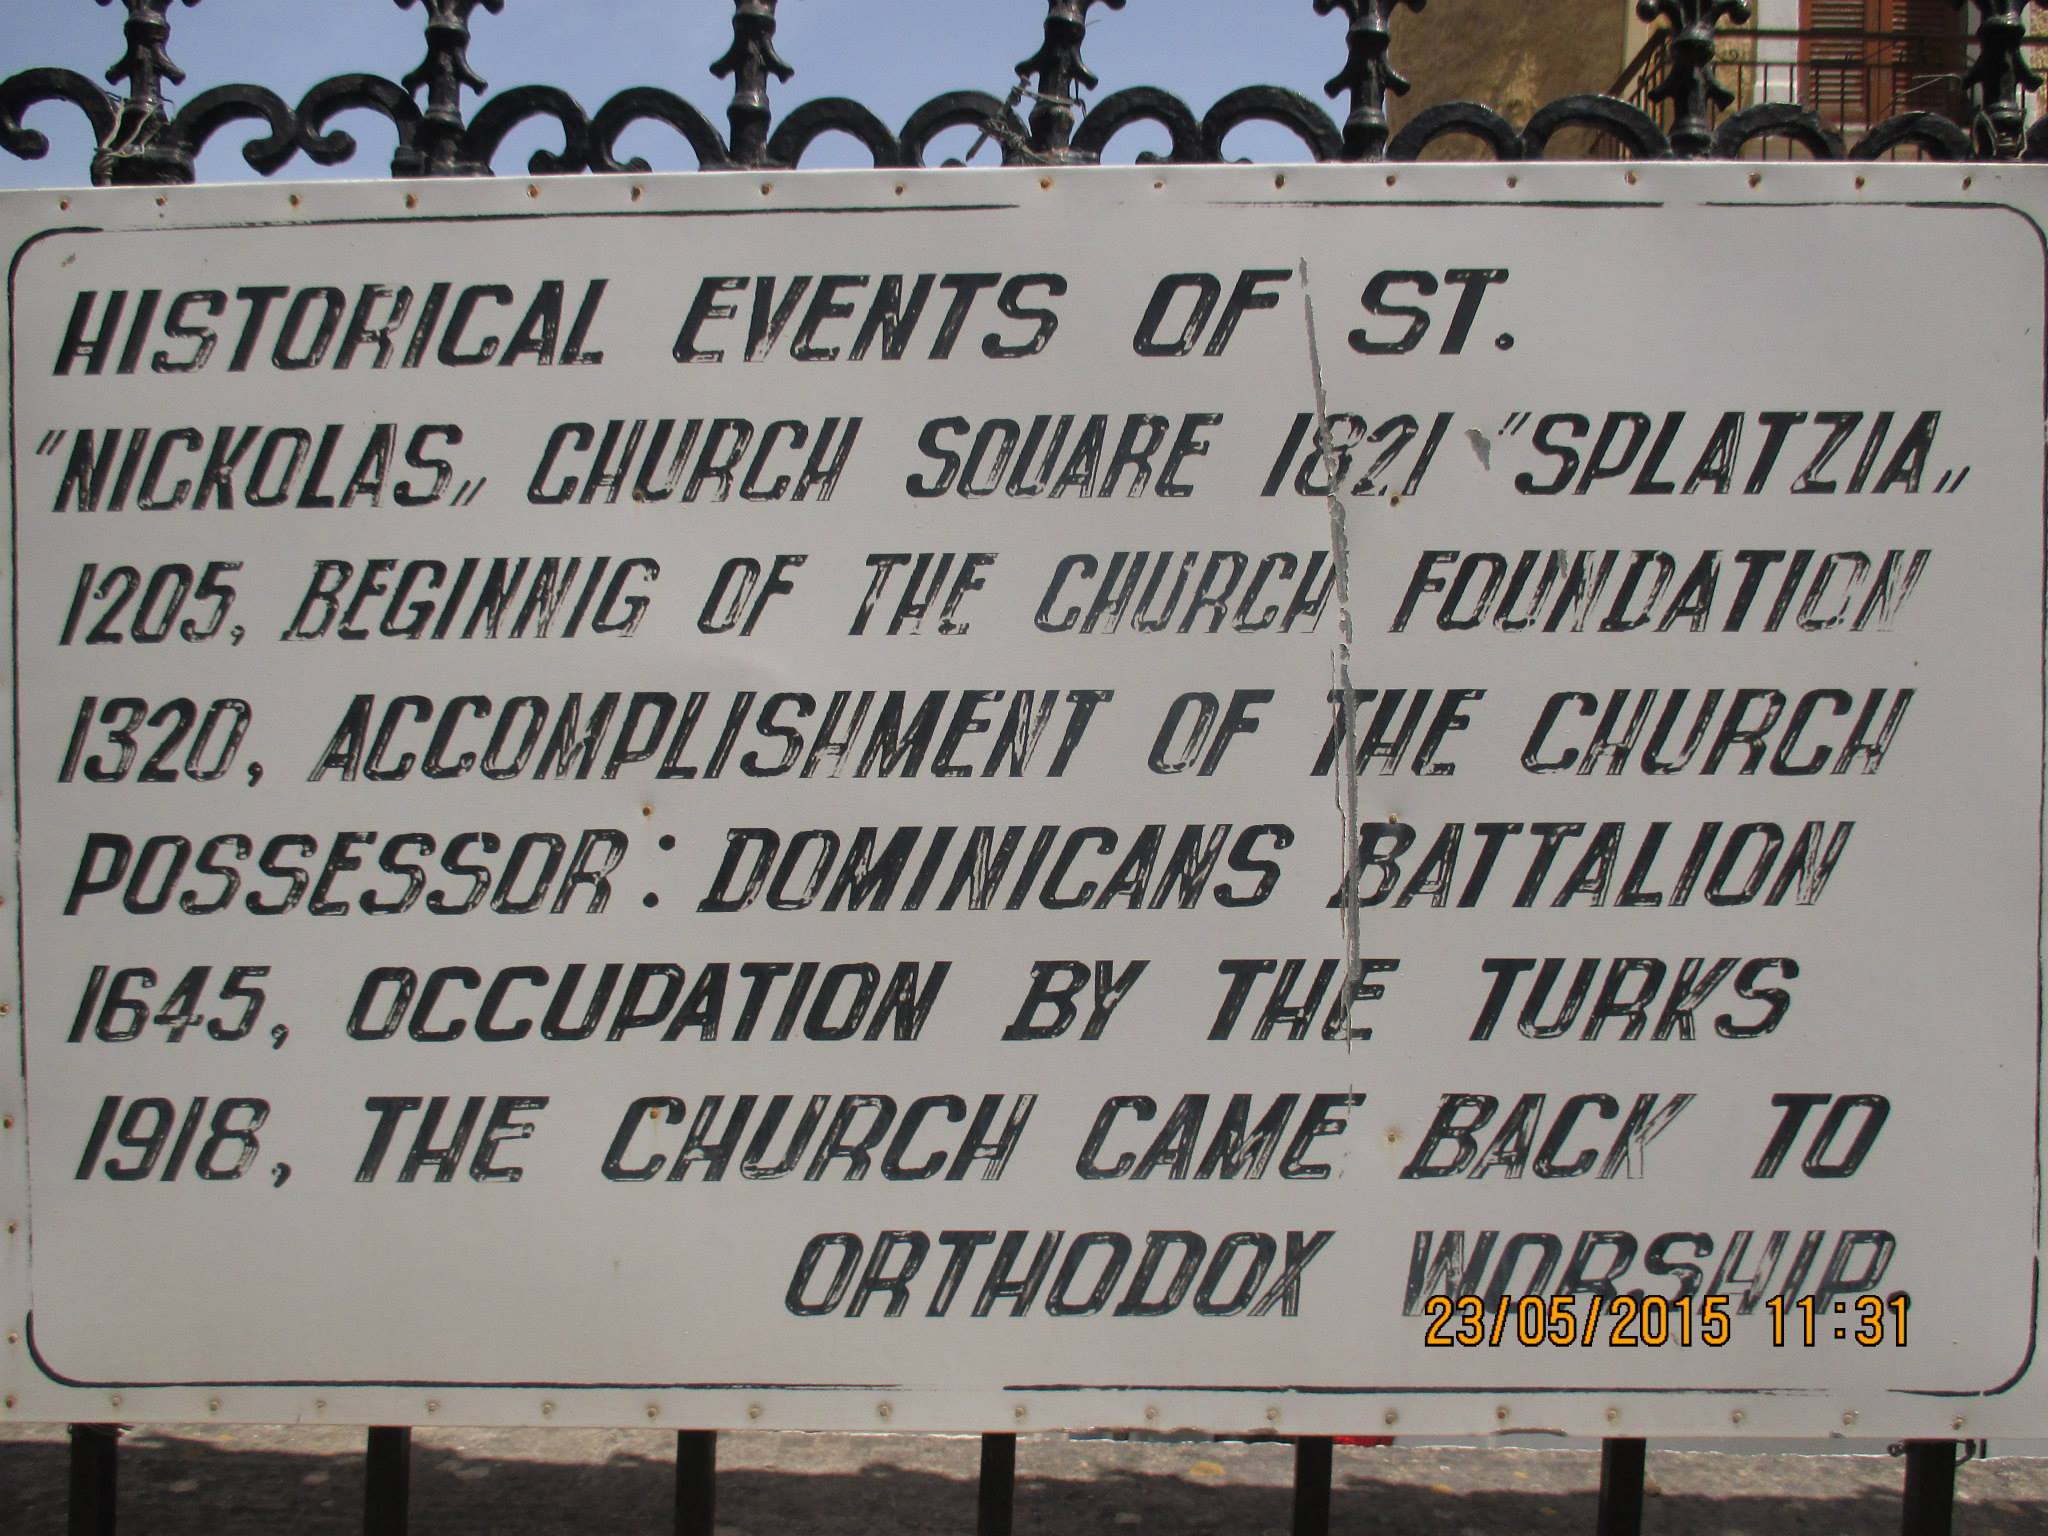 HISTORICAL EVENTS OF ST.
"NICKOLAS„ CHURCH SQUARE 1821 "SPLATZIA„
1205, BEGINNIG OF THE CHURCH FOUNDATION
1320, ACCOMPLISHMENT OF THE CHURCH
POSSESSOR: DOMINICANS BATTALION
1645, OCCUPATION BY THE TURKS
1918, THE CHURCH CAME BACK TO
ORTHODOX WORSHIP.
23/05/2015 11:31